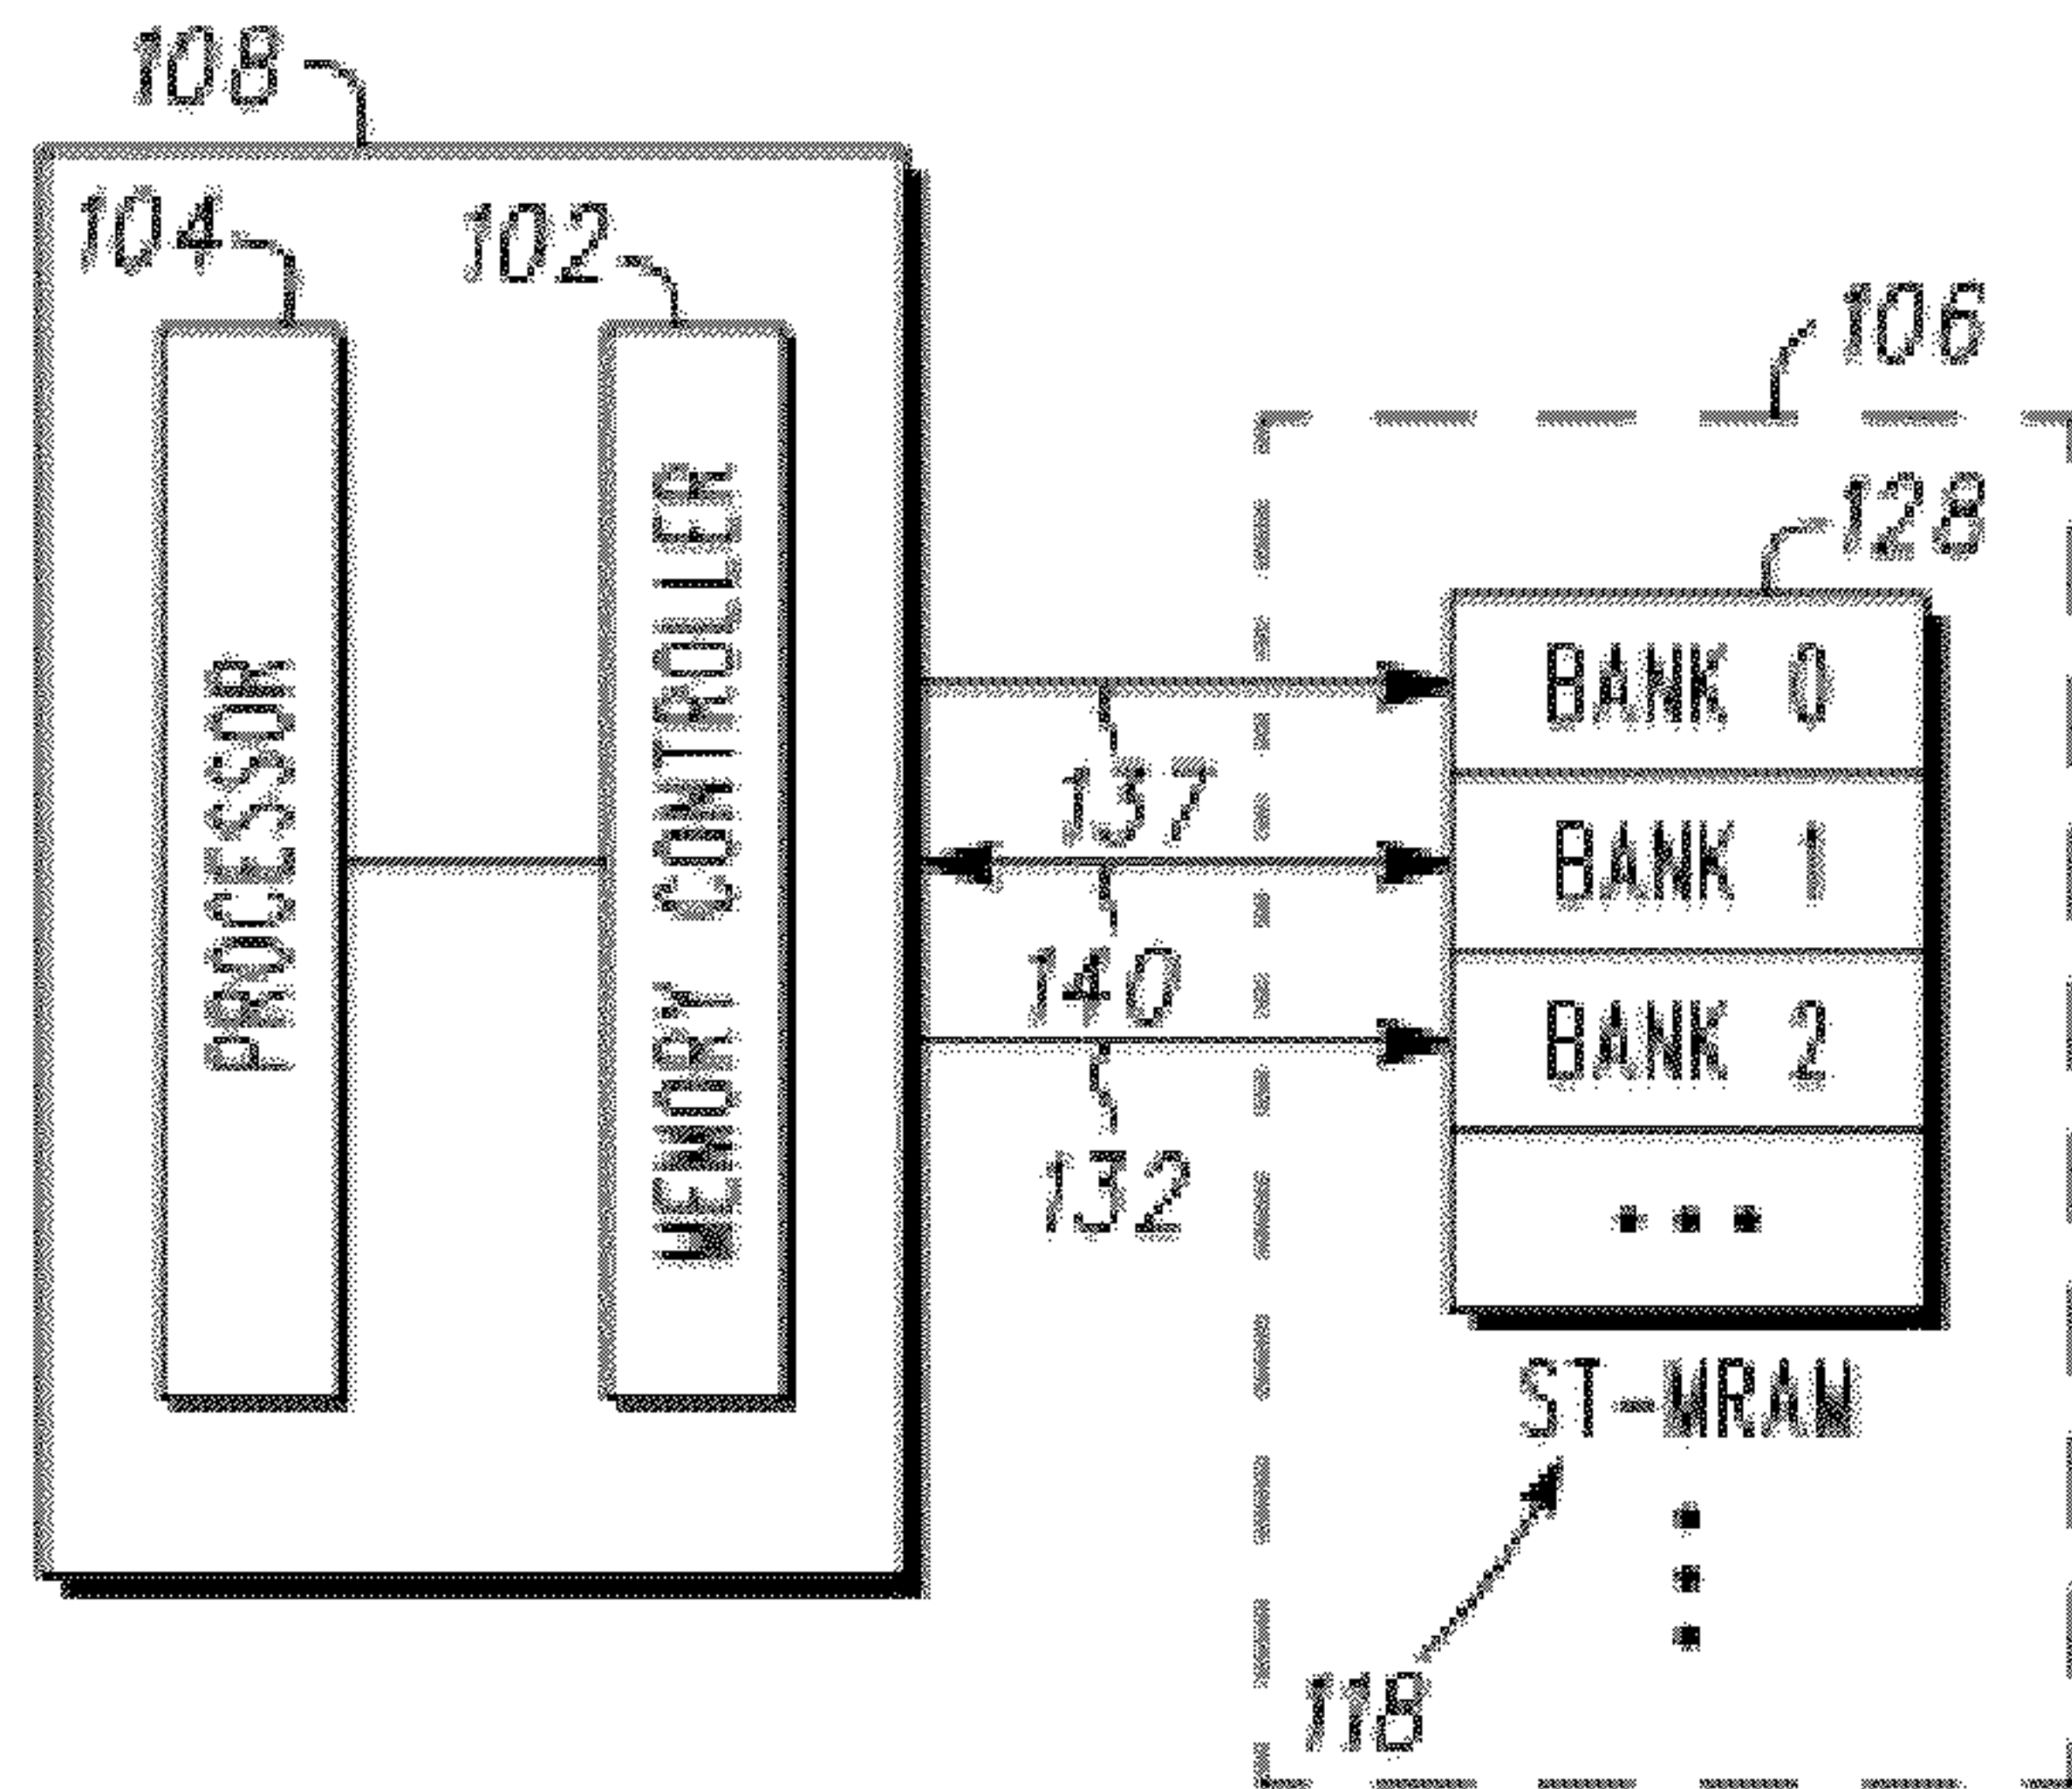 108
104
102
106
128
PROCESSOR
MEMORY CONTROLLER
BANK 0
137
BANK 1
140
BANK 2
132
...
ST-MRAM
118